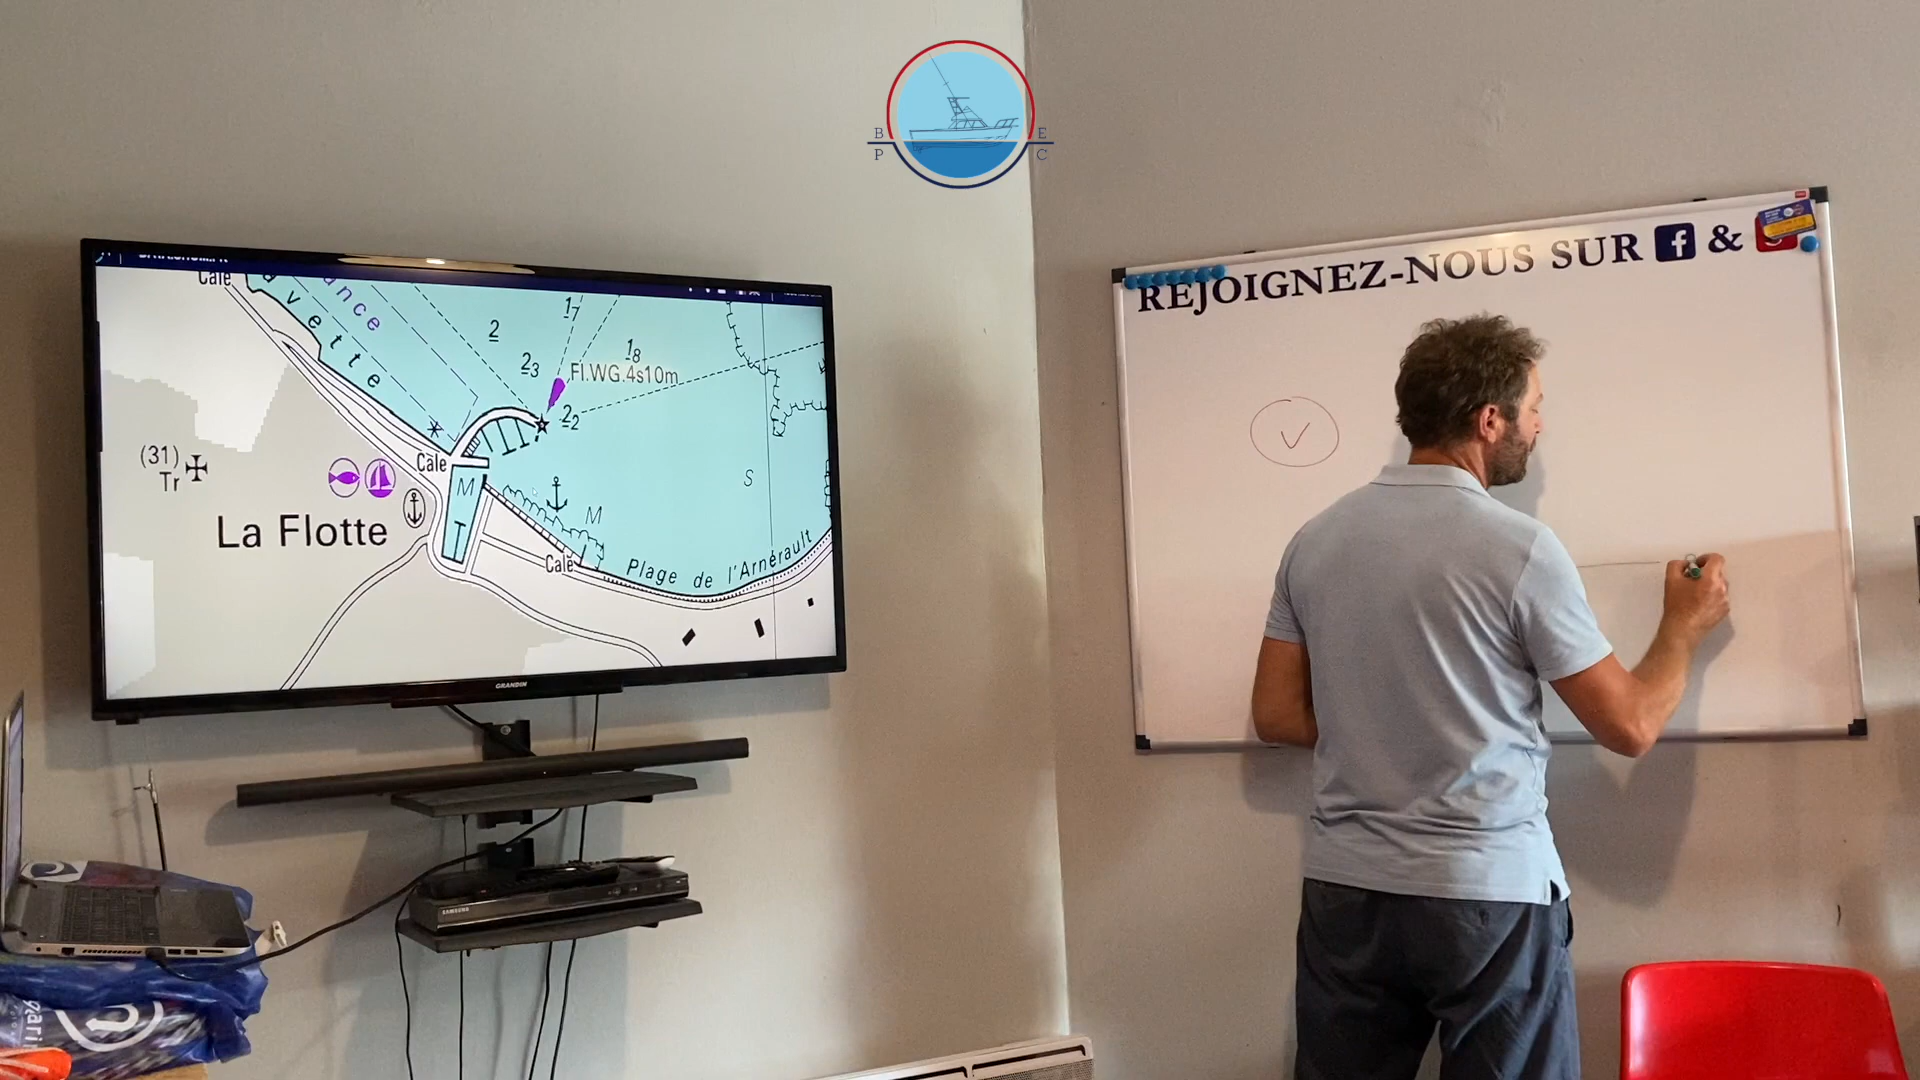 B E
P C
REJOIGNEZ-NOUS SUR f &
Cale
ance
vette
2
1₇
2₃
1₈
Fl.WG.4s10m
2₂
(31)
Tr
Cale
M
T
La Flotte
S
M
Cale
Plage de l'Arnérault
GRANDIN
SAMSUNG
V